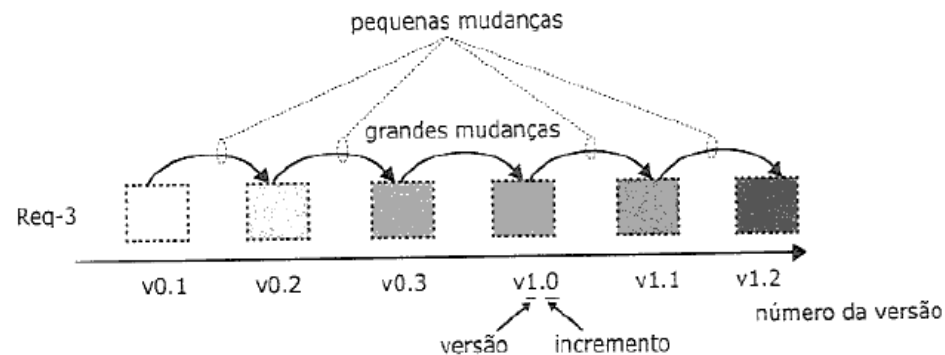 pequenas mudanças
grandes mudanças
Req-3
v0.1 v0.2 v0.3 v1.0 v1.1 v1.2
número da versão
versão incremento